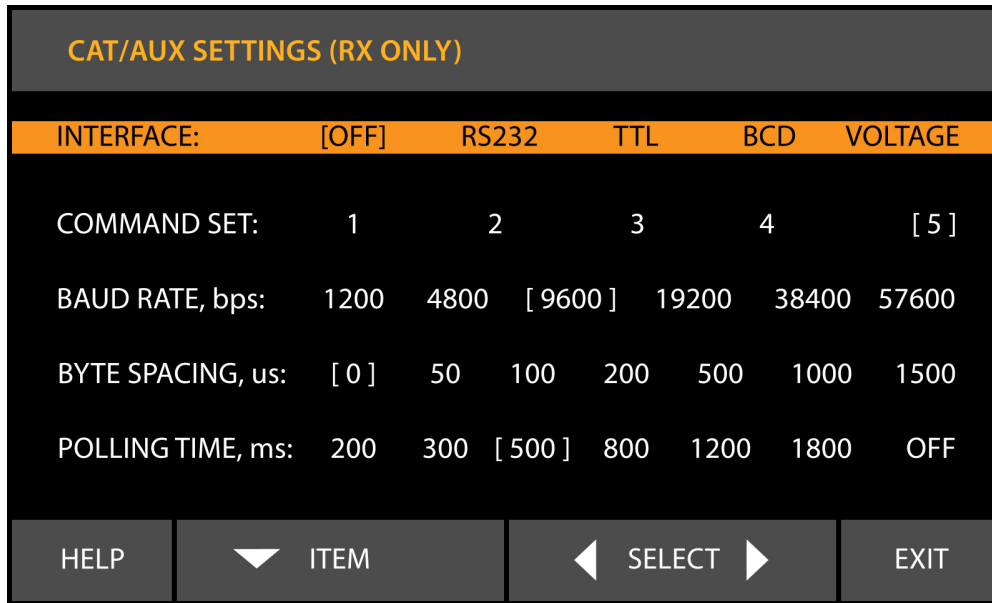 CAT/AUX SETTINGS (RX ONLY)
INTERFACE: [OFF] RS232 TTL BCD VOLTAGE
COMMAND SET: 1 2 3 4 [ 5 ]
BAUD RATE, bps: 1200 4800 [ 9600 ] 19200 38400 57600
BYTE SPACING, us: [ 0 ] 50 100 200 500 1000 1500
POLLING TIME, ms: 200 300 [ 500 ] 800 1200 1800 OFF
HELP ITEM SELECT EXIT